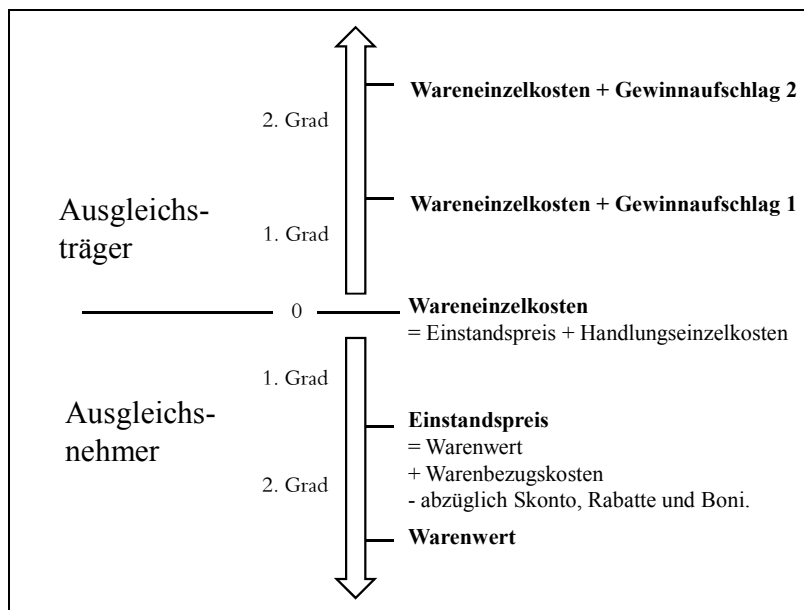 Wareneinzelkosten + Gewinnaufschlag 2
2. Grad
Wareneinzelkosten + Gewinnaufschlag 1
Ausgleichs-
träger
1. Grad
0
Wareneinzelkosten
= Einstandspreis + Handlungseinzelkosten
1. Grad
Ausgleichs-
nehmer
Einstandspreis
= Warenwert
+ Warenbezugskosten
- abzüglich Skonto, Rabatte und Boni.
2. Grad
Warenwert